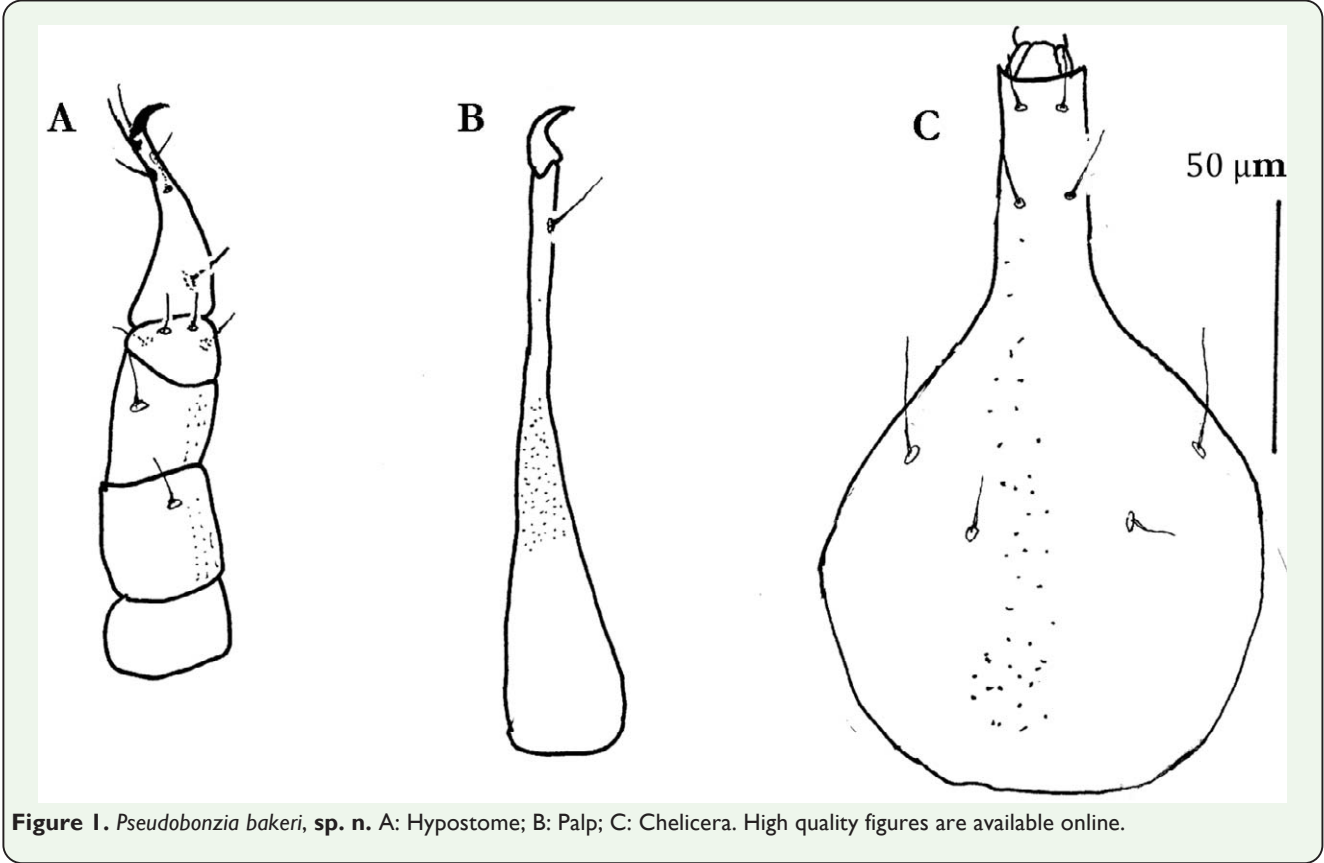 A
B
C
50 μm
Figure 1. Pseudobonzia bakeri, sp. n. A: Hypostome; B: Palp; C: Chelicera. High quality figures are available online.